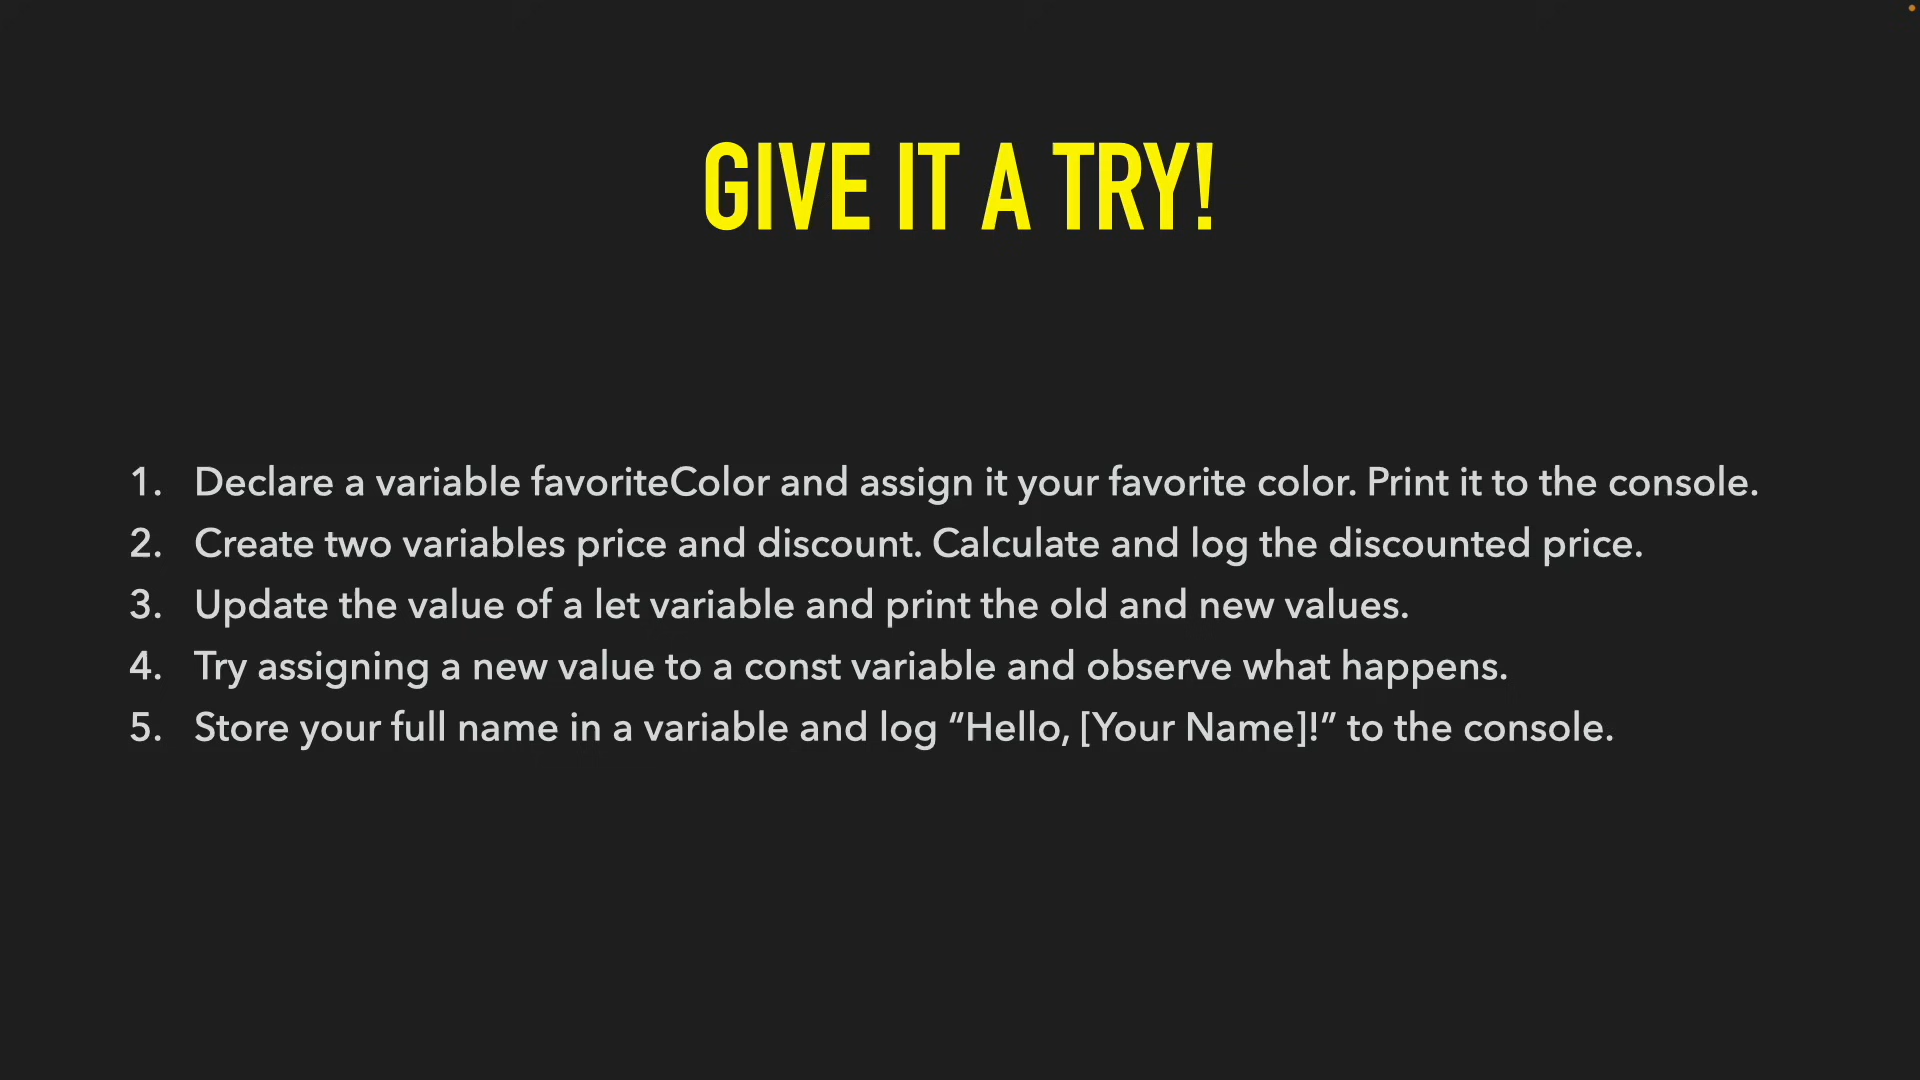 GIVE IT A TRY!
1. Declare a variable favoriteColor and assign it your favorite color. Print it to the console.
2. Create two variables price and discount. Calculate and log the discounted price.
3. Update the value of a let variable and print the old and new values.
4. Try assigning a new value to a const variable and observe what happens.
5. Store your full name in a variable and log “Hello, [Your Name]!” to the console.